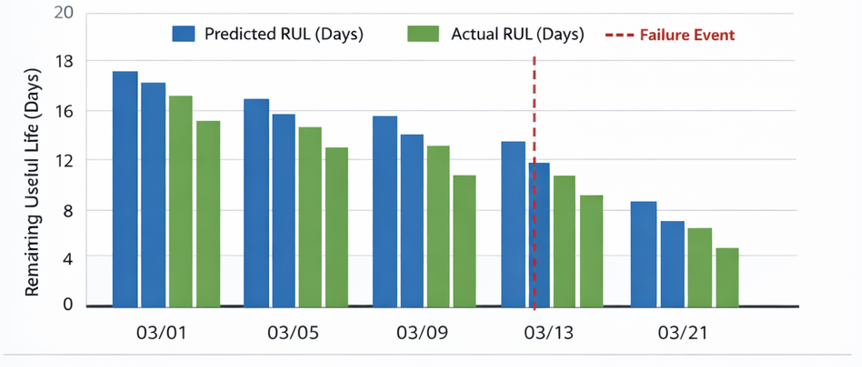 20
Predicted RUL (Days) Actual RUL (Days) Failure Event
13
16
12
8
4
0
Remaining Useful Life (Days)
03/01 03/05 03/09 03/13 03/21